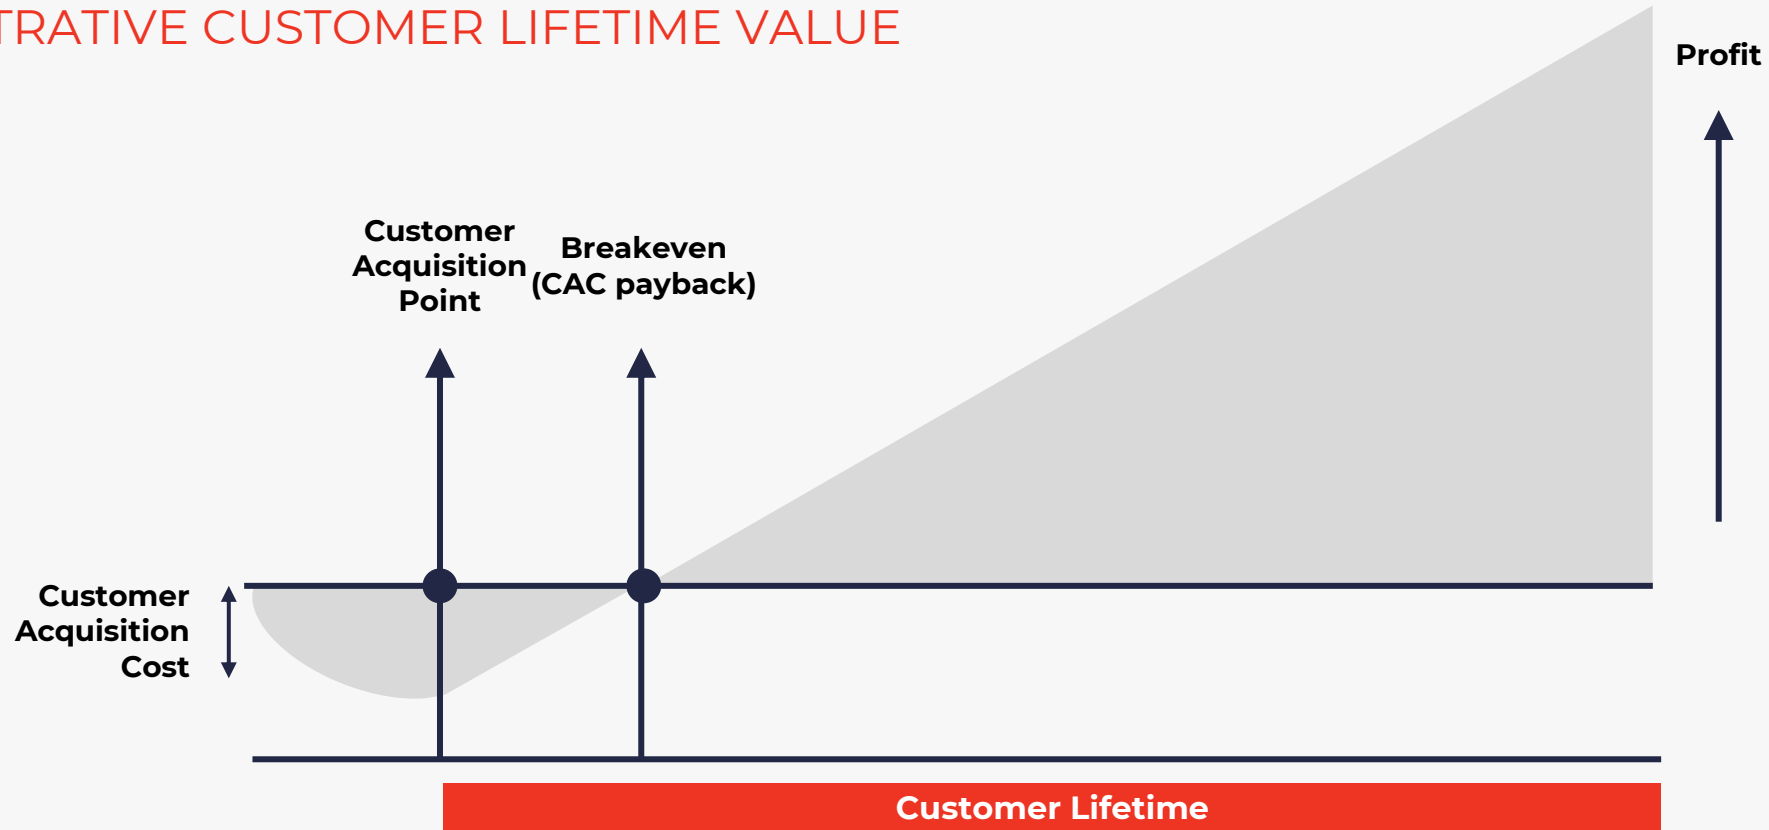 TRATIVE CUSTOMER LIFETIME VALUE
Profit
Customer
Acquisition
Point
Breakeven
(CAC payback)
Customer
Acquisition
Cost
Customer Lifetime